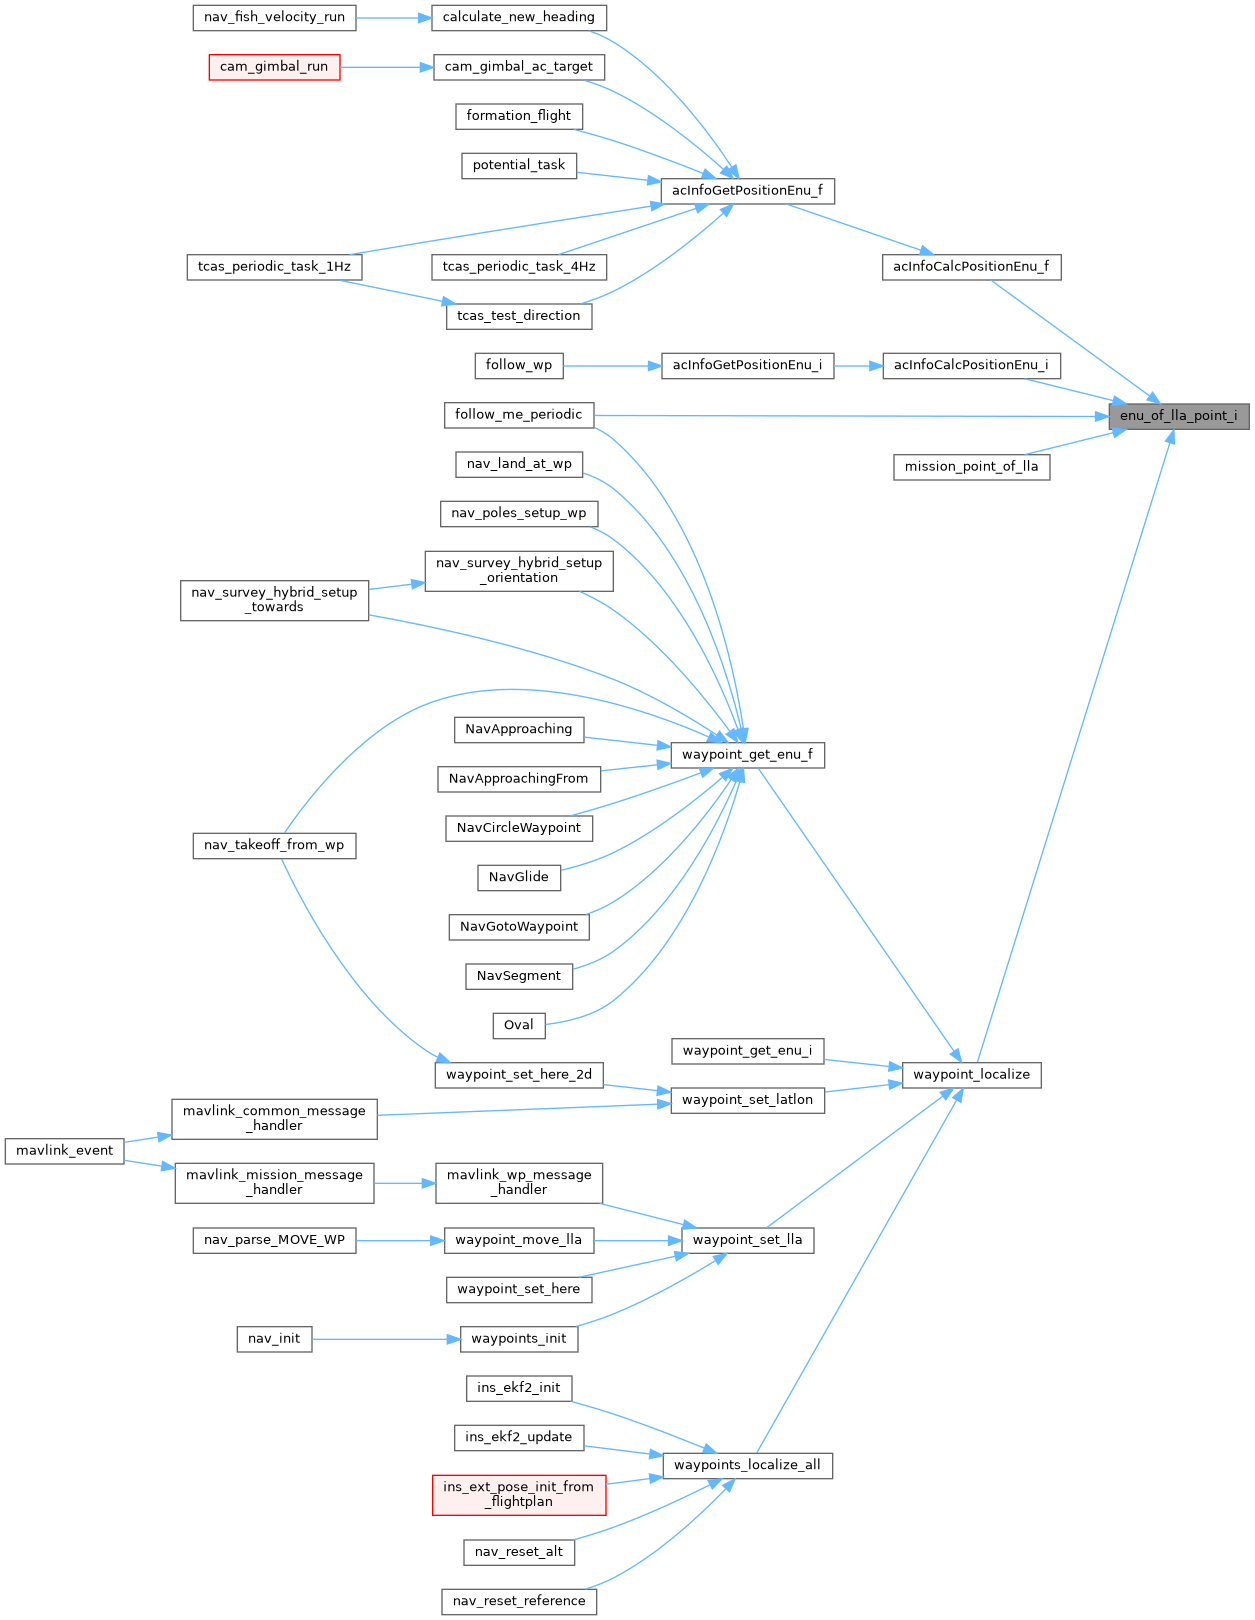 nav_fish_velocity_run
calculate_new_heading
cam_gimbal_run
cam_gimbal_ac_target
formation_flight
potential_task
acInfoGetPositionEnu_f
tcas_periodic_task_1Hz
tcas_periodic_task_4Hz
acInfoCalcPositionEnu_f
tcas_test_direction
follow_wp
acInfoGetPositionEnu_i
acInfoCalcPositionEnu_i
follow_me_periodic
enu_of_lla_point_i
nav_land_at_wp
mission_point_of_lla
nav_poles_setup_wp
nav_survey_hybrid_setup
_orientation
nav_survey_hybrid_setup
_towards
NavApproaching
waypoint_get_enu_f
NavApproachingFrom
NavCircleWaypoint
nav_takeoff_from_wp
NavGlide
NavGotoWaypoint
NavSegment
Oval
waypoint_get_enu_i
waypoint_set_here_2d
waypoint_localize
waypoint_set_latlon
mavlink_common_message
_handler
mavlink_event
mavlink_mission_message
_handler
mavlink_wp_message
_handler
nav_parse_MOVE_WP
waypoint_move_lla
waypoint_set_lla
waypoint_set_here
nav_init
waypoints_init
ins_ekf2_init
ins_ekf2_update
waypoints_localize_all
ins_ext_pose_init_from
_flightplan
nav_reset_alt
nav_reset_reference